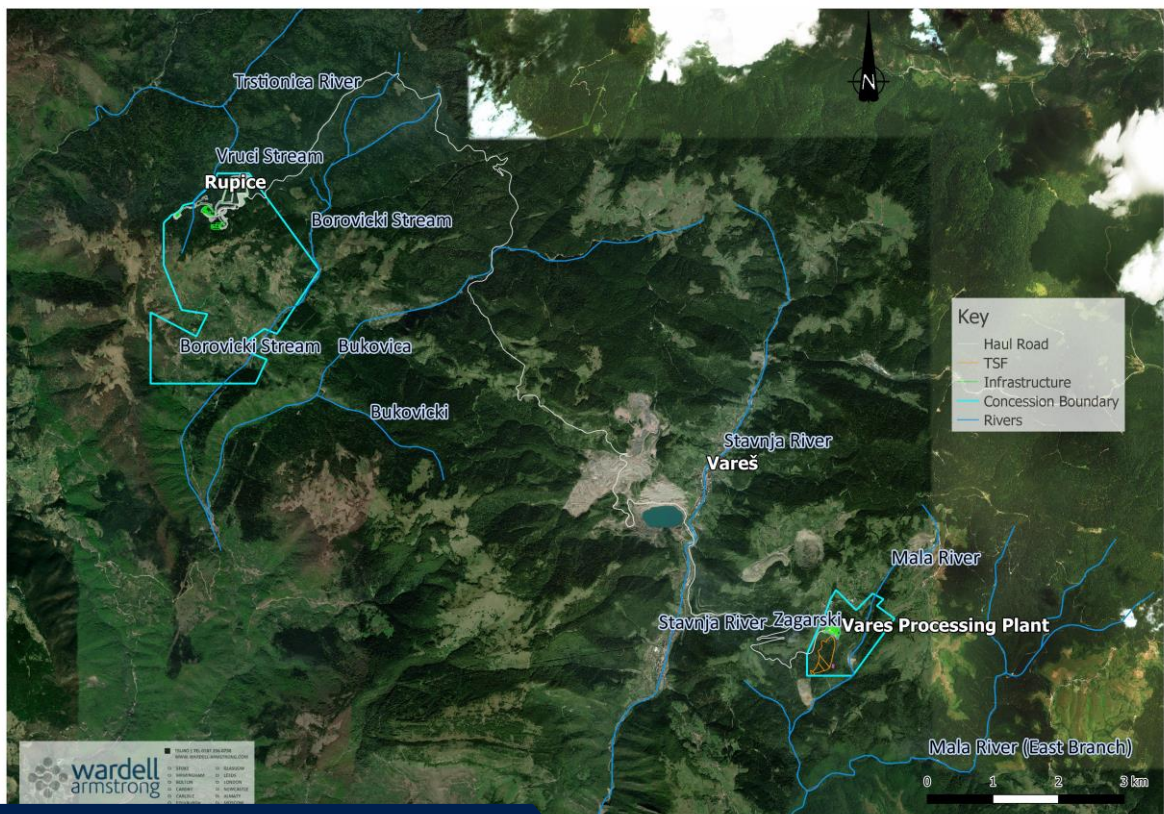 Trstionica River
N
Vruci Stream
Rupice
Borovicki Stream
Key
Haul Road
TSF
Infrastructure
Concession Boundary
Rivers
Borovicki Stream
Bukovica
Bukovicki
Stavnja River
Vareš
Mala River
Stavnja River
Zagarski
Vares Processing Plant
Mala River (East Branch)
wardell
armstrong
0 1 2 3 km